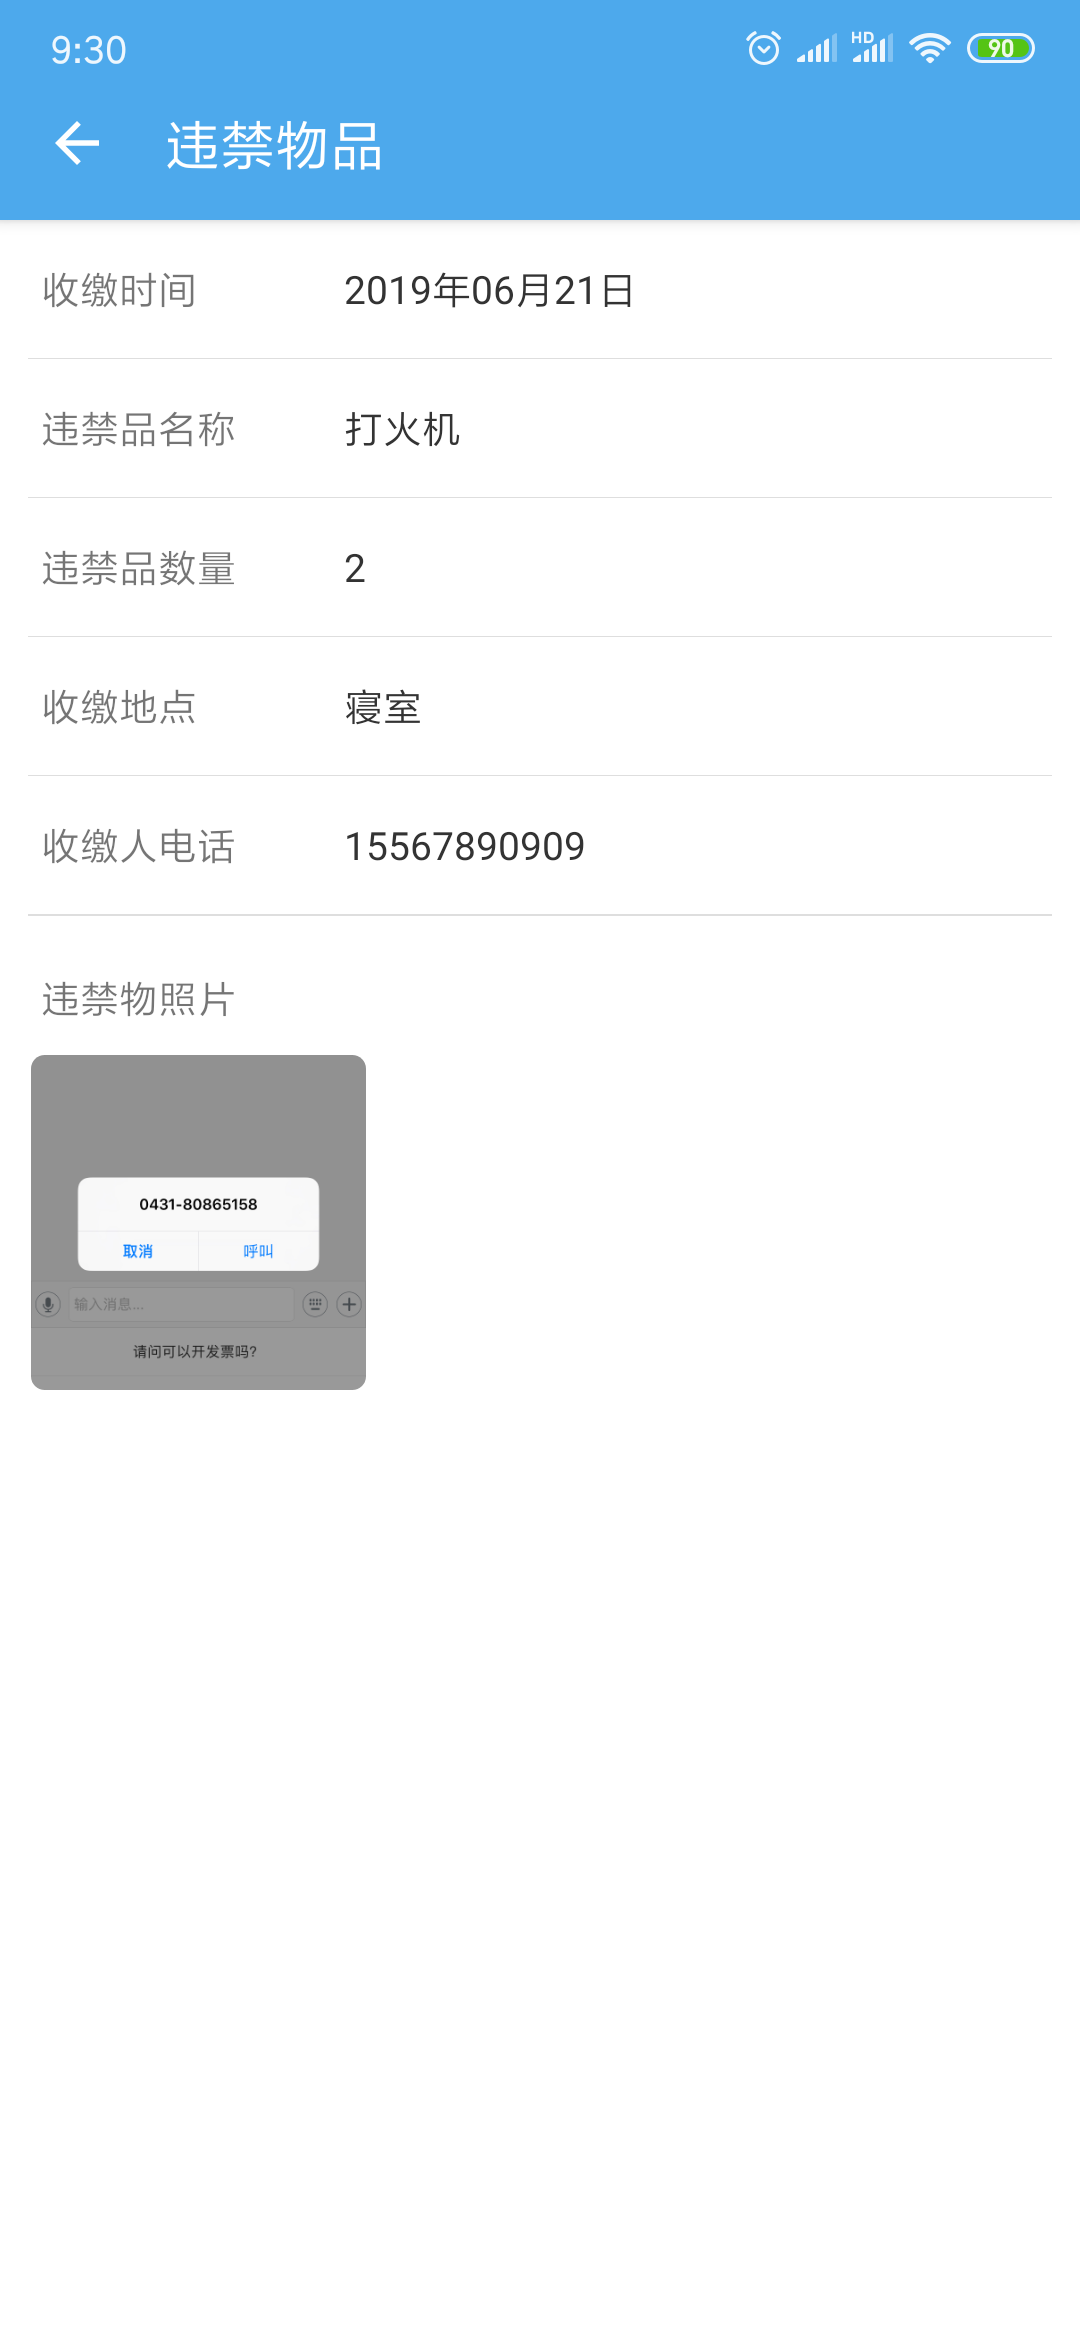 9:30 HD 90
违禁物品
收缴时间 2019年06月21日
违禁品名称 打火机
违禁品数量 2
收缴地点 寝室
收缴人电话 15567890909
违禁物照片
0431-80865158
取消 呼叫
输入消息...
请问可以开发票吗?